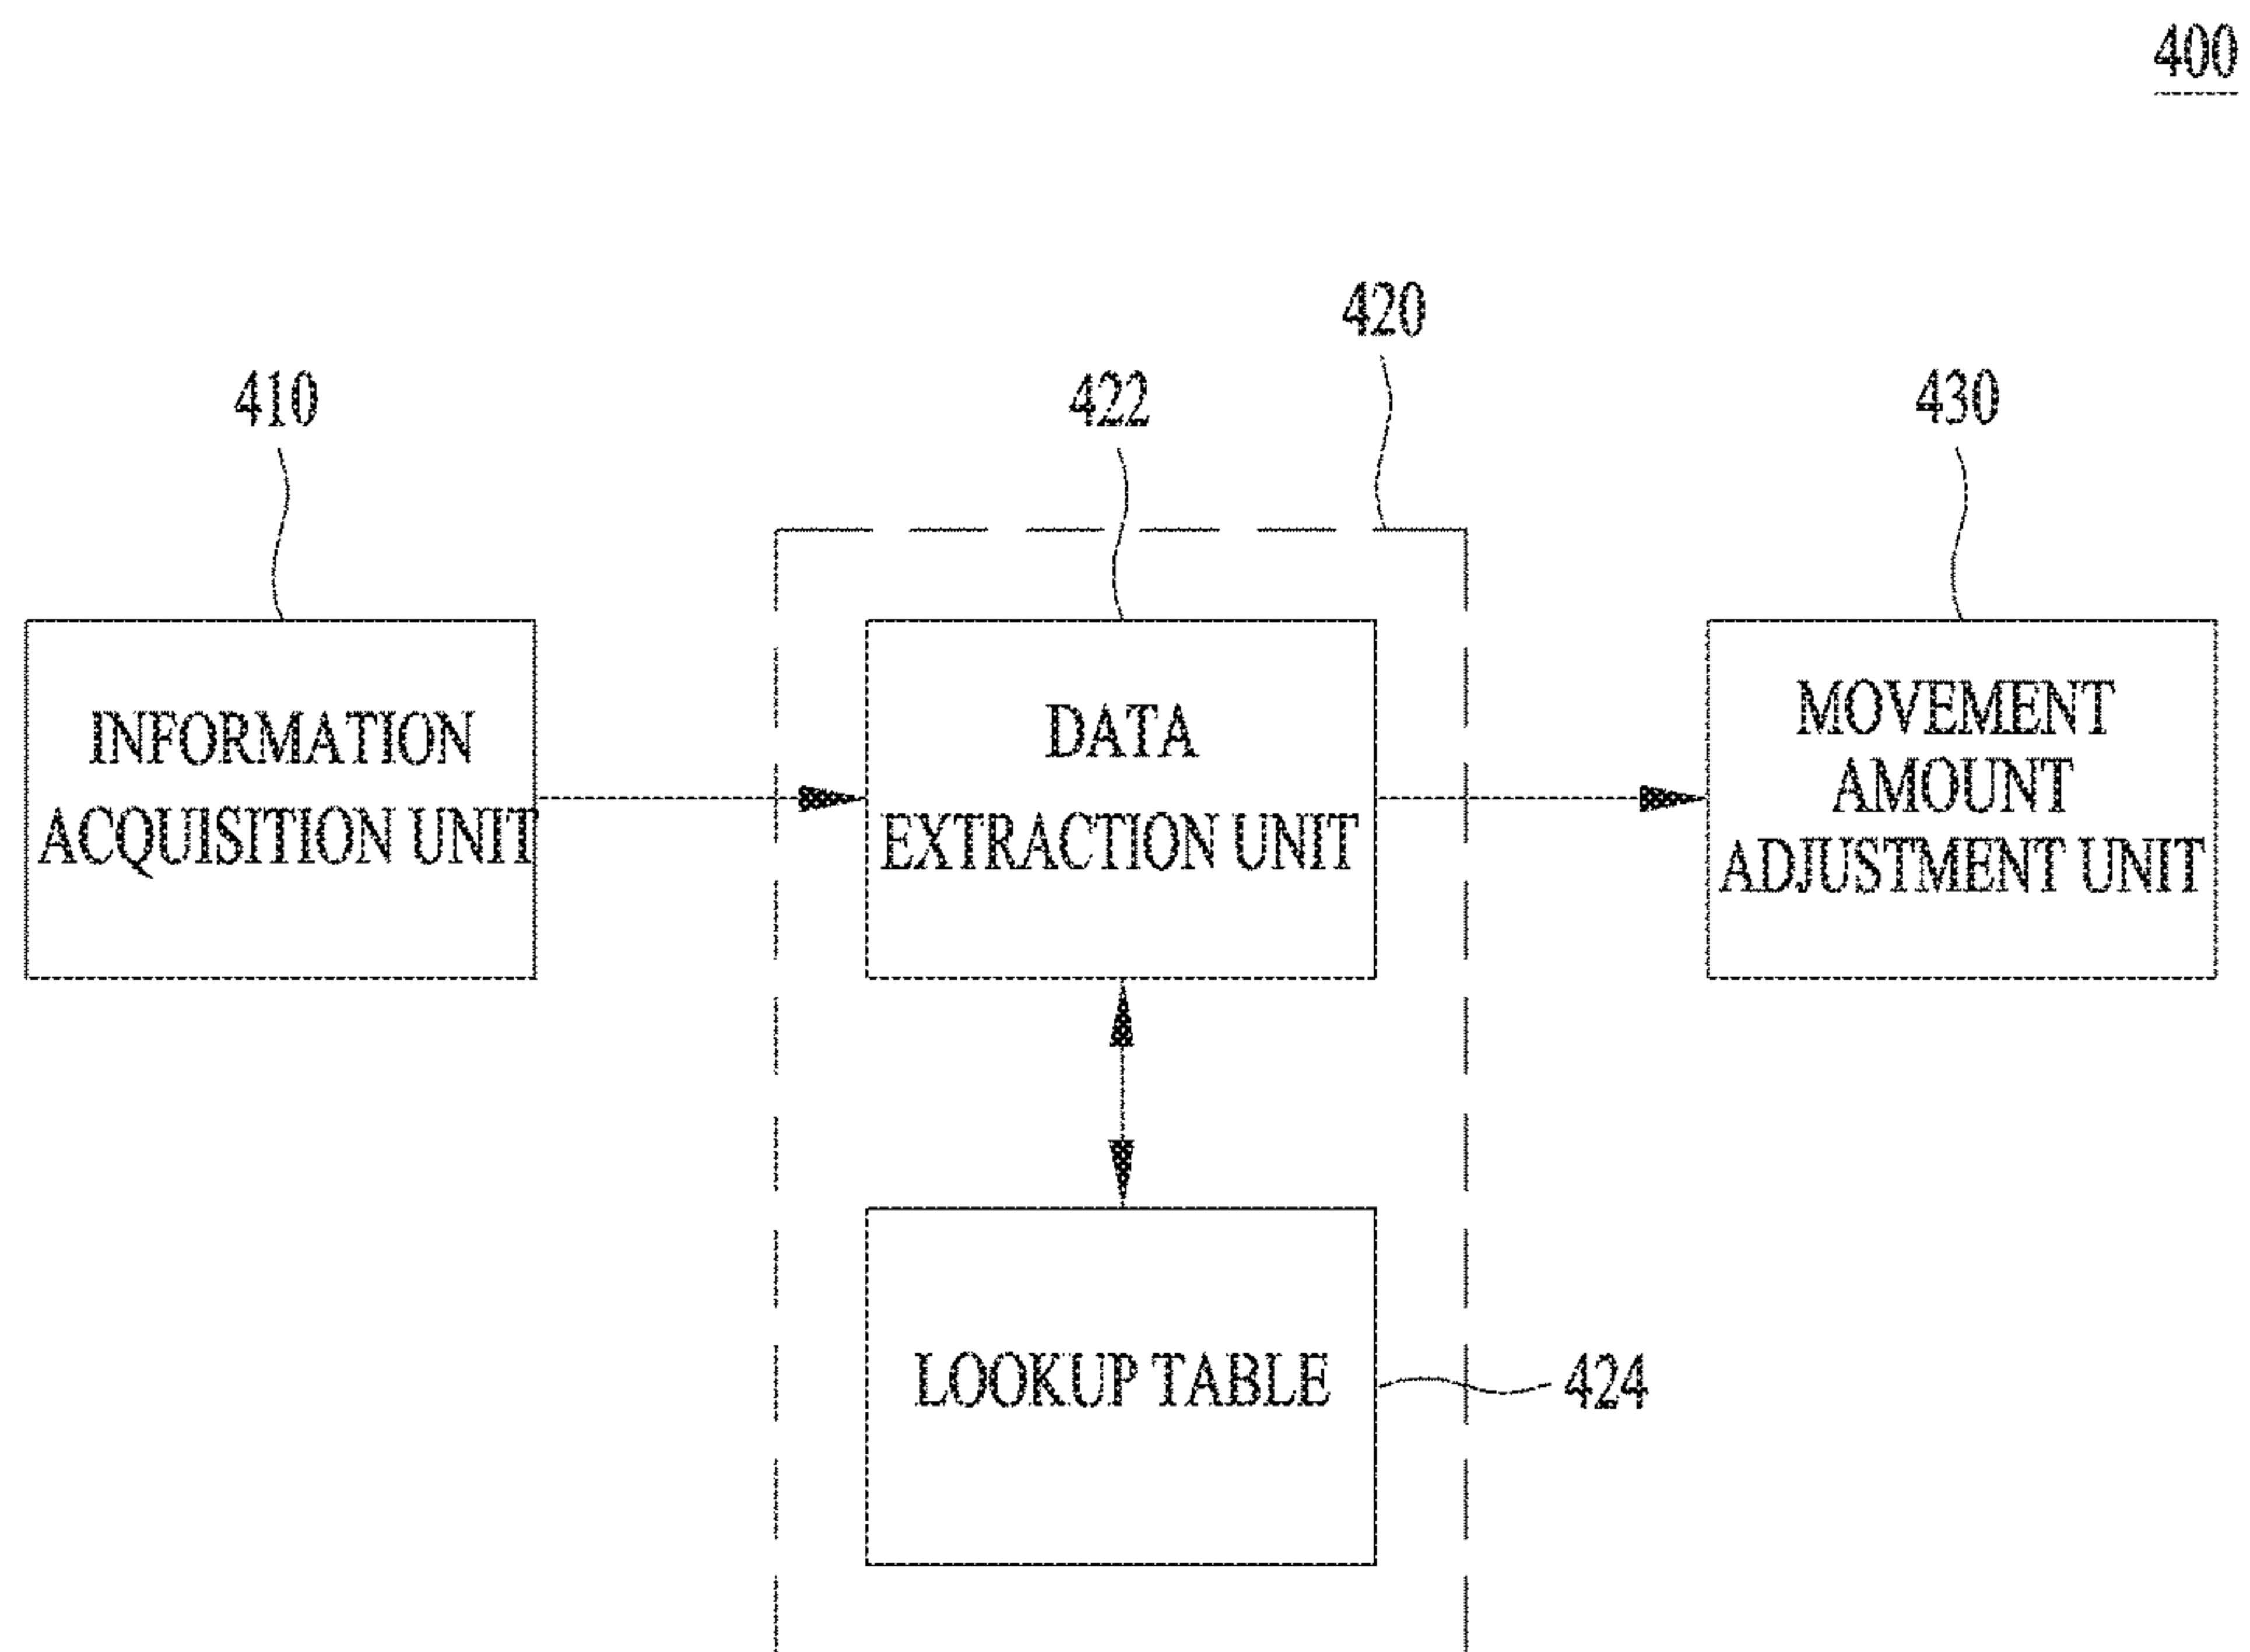 400
420
410
422
430
INFORMATION
ACQUISITION UNIT
DATA
EXTRACTION UNIT
MOVEMENT
AMOUNT
ADJUSTMENT UNIT
LOOKUP TABLE
424